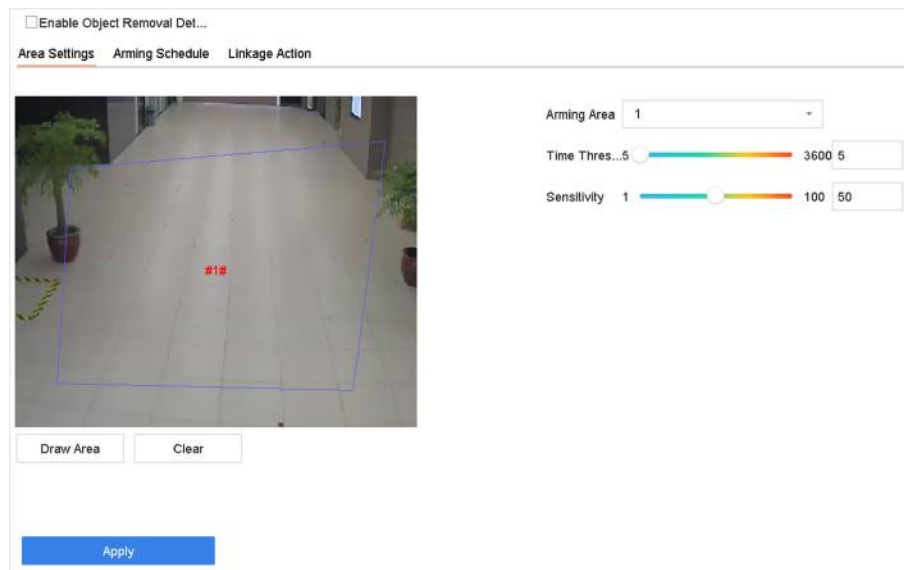 Enable Object Removal Det...
Area Settings Arming Schedule Linkage Action
Arming Area 1
Time Thres... 5 3600 5
Sensitivity 1 100 50
#1#
Draw Area Clear
Apply